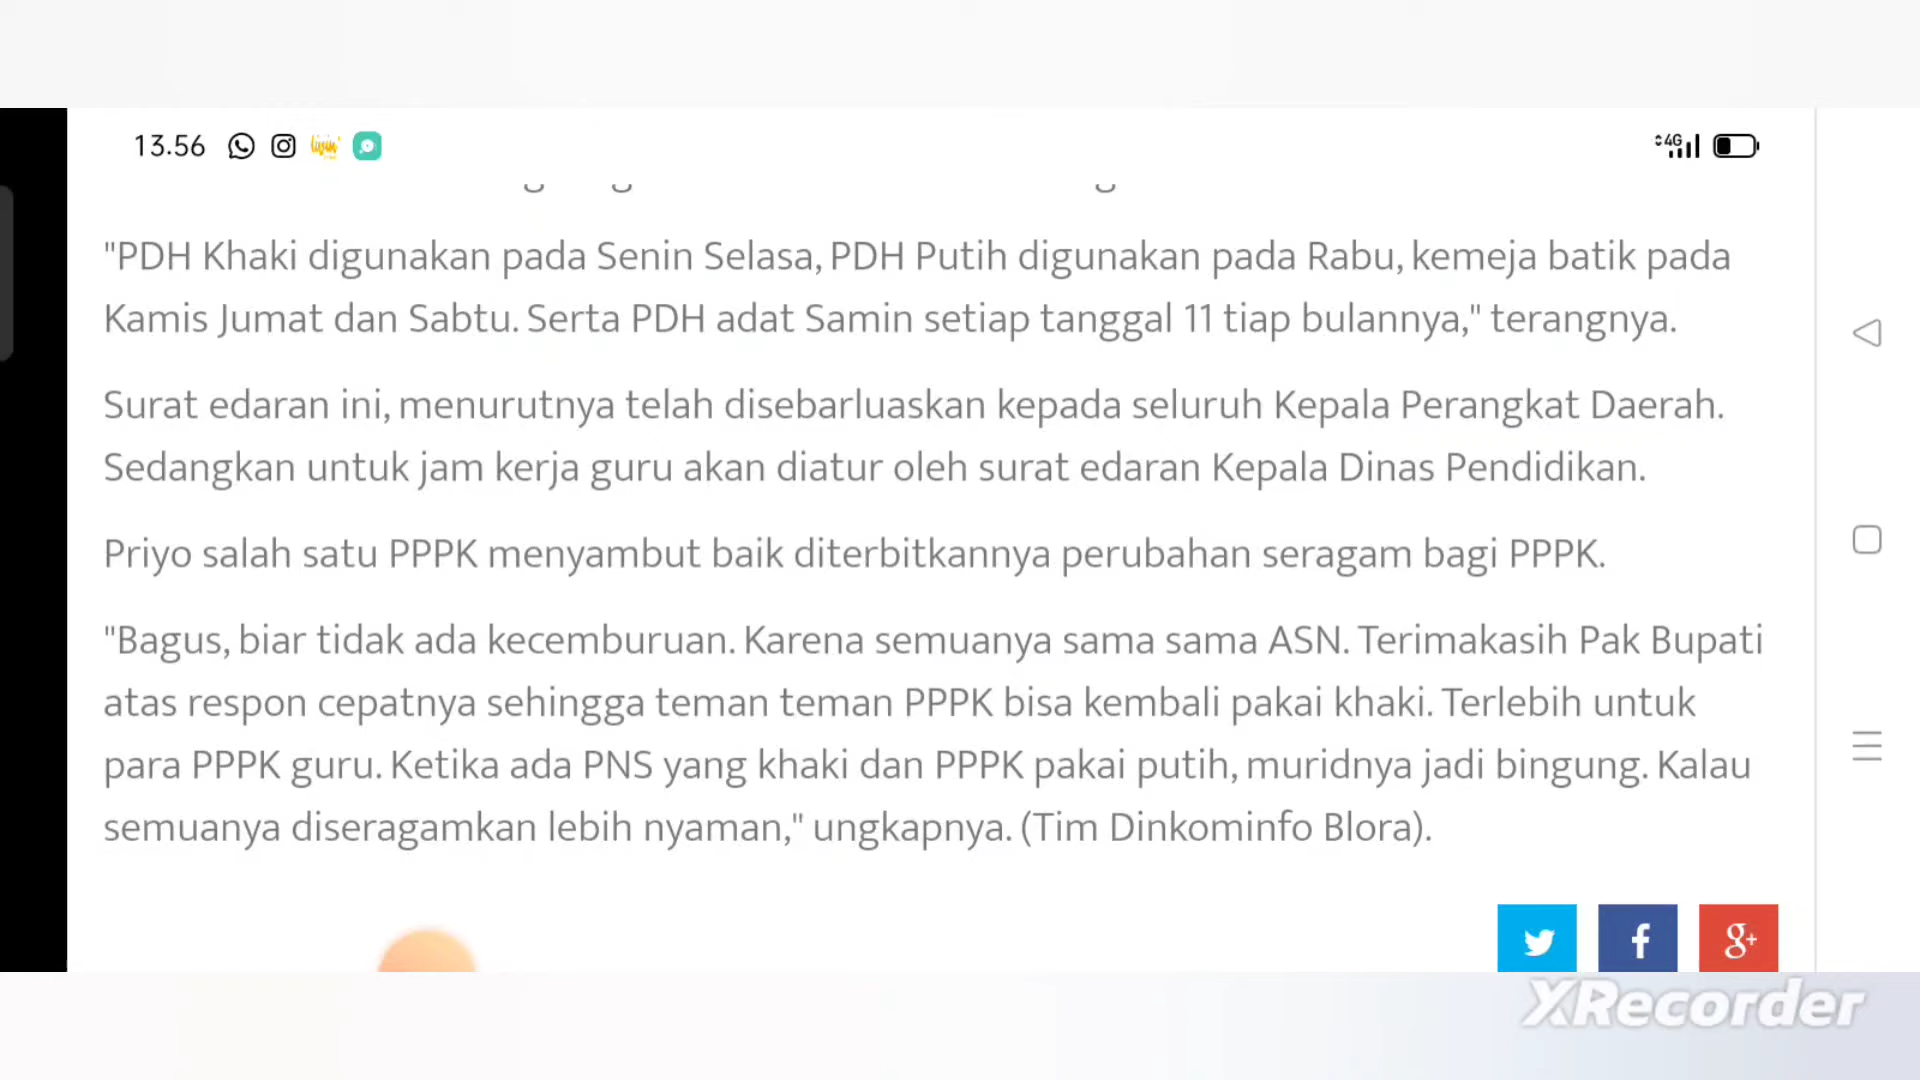 13.56
livin'
4G
"PDH Khaki digunakan pada Senin Selasa, PDH Putih digunakan pada Rabu, kemeja batik pada
Kamis Jumat dan Sabtu. Serta PDH adat Samin setiap tanggal 11 tiap bulannya," terangnya.
Surat edaran ini, menurutnya telah disebarluaskan kepada seluruh Kepala Perangkat Daerah.
Sedangkan untuk jam kerja guru akan diatur oleh surat edaran Kepala Dinas Pendidikan.
Priyo salah satu PPPK menyambut baik diterbitkannya perubahan seragam bagi PPPK.
"Bagus, biar tidak ada kecemburuan. Karena semuanya sama sama ASN. Terimakasih Pak Bupati
atas respon cepatnya sehingga teman teman PPPK bisa kembali pakai khaki. Terlebih untuk
para PPPK guru. Ketika ada PNS yang khaki dan PPPK pakai putih, muridnya jadi bingung. Kalau
semuanya diseragamkan lebih nyaman," ungkapnya. (Tim Dinkominfo Blora).
XRecorder